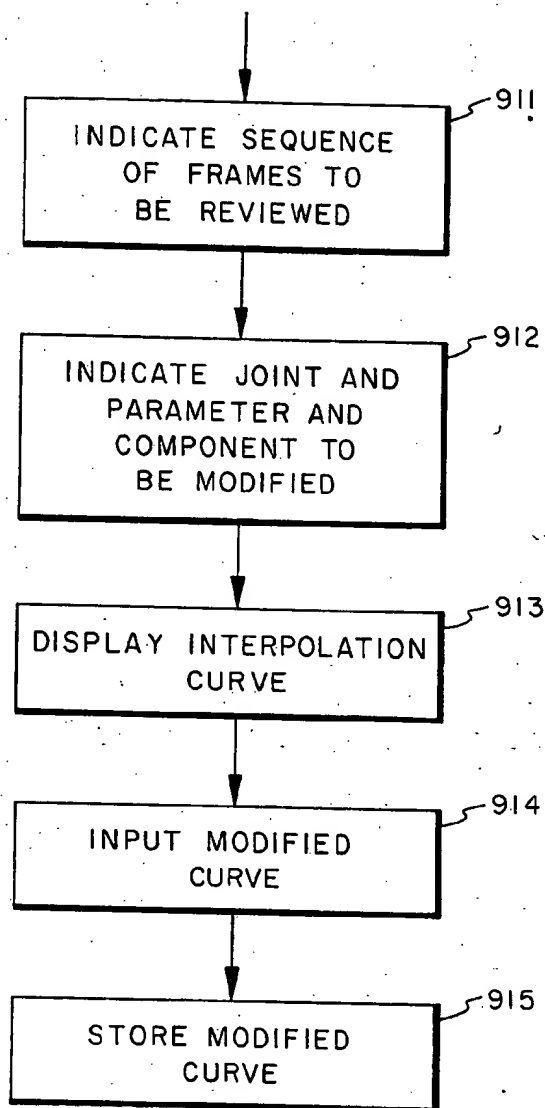 911
INDICATE SEQUENCE
OF FRAMES TO
BE REVIEWED
912
INDICATE JOINT AND
PARAMETER AND
COMPONENT TO
BE MODIFIED
913
DISPLAY INTERPOLATION
CURVE
914
INPUT MODIFIED
CURVE
915
STORE MODIFIED
CURVE